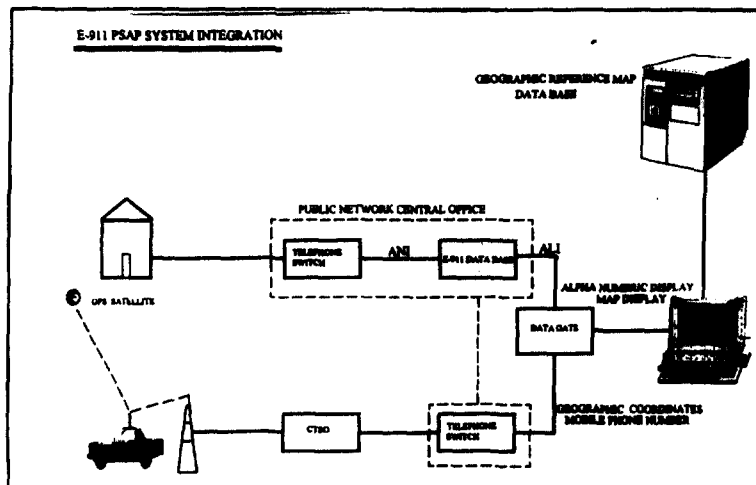 E-911 PSAP SYSTEM INTEGRATION
GEOGRAPHIC REFERENCE MAP
DATA BASE
PUBLIC NETWORK CENTRAL OFFICE
TELEPHONE
SWITCH
ANI
E-911 DATA BASE
ALI
GPS SATELLITE
ALPHA NUMERIC DISPLAY
MAP DISPLAY
DATA GATE
GEOGRAPHIC COORDINATES
MOBILE PHONE NUMBER
CTSO
TELEPHONE
SWITCH